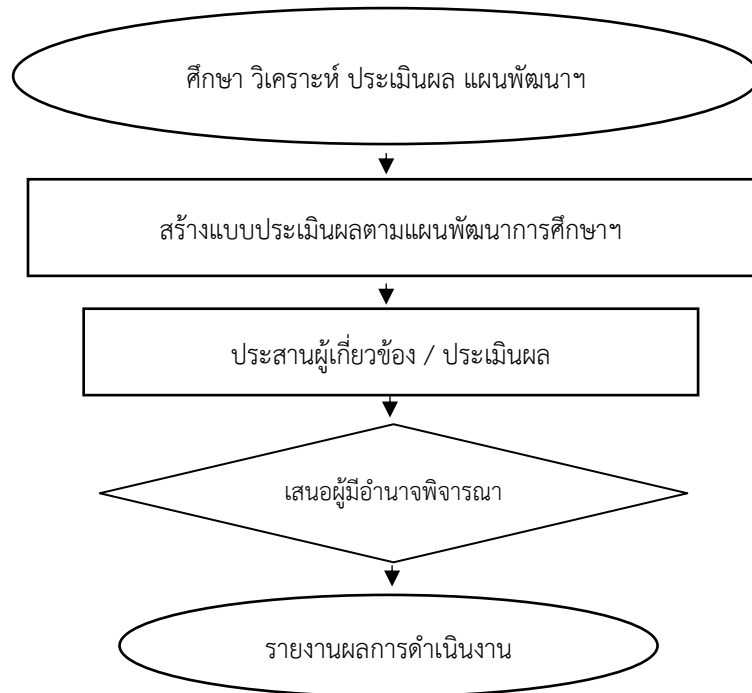 ศึกษา วิเคราะห์ ประเมินผล แผนพัฒนาฯ
สร้างแบบประเมินผลตามแผนพัฒนาการศึกษาฯ
ประสานผู้เกี่ยวข้อง / ประเมินผล
เสนอผู้มีอำนาจพิจารณา
รายงานผลการดำเนินงาน